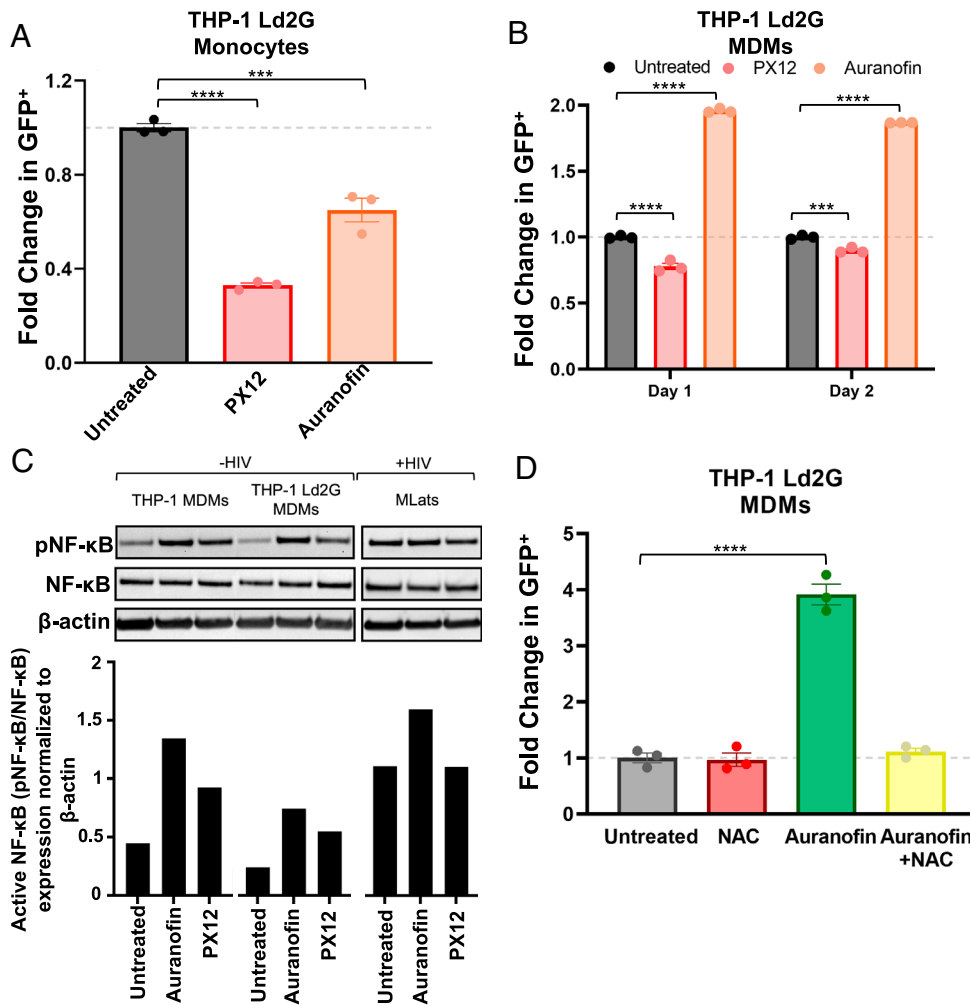 A
THP-1 Ld2G
Monocytes
Fold Change in GFP+
1.2
0.8
0.4
0.0
***
****
Untreated
PX12
Auranofin
B
THP-1 Ld2G
MDMs
Untreated
PX12
Auranofin
Fold Change in GFP+
2.0
1.5
1.0
0.5
0.0
****
****
****
***
Day 1
Day 2
C
-HIV
+HIV
THP-1 MDMs
THP-1 Ld2G
MDMs
MLats
pNF-κB
NF-κB
β-actin
Active NF-κB (pNF-κB/NF-κB)
expression normalized to
β-actin
2
1.5
1
0.5
0
Untreated
Auranofin
PX12
Untreated
Auranofin
PX12
Untreated
Auranofin
PX12
D
THP-1 Ld2G
MDMs
Fold Change in GFP+
5
4
3
2
1
0
****
Untreated
NAC
Auranofin
Auranofin
+NAC